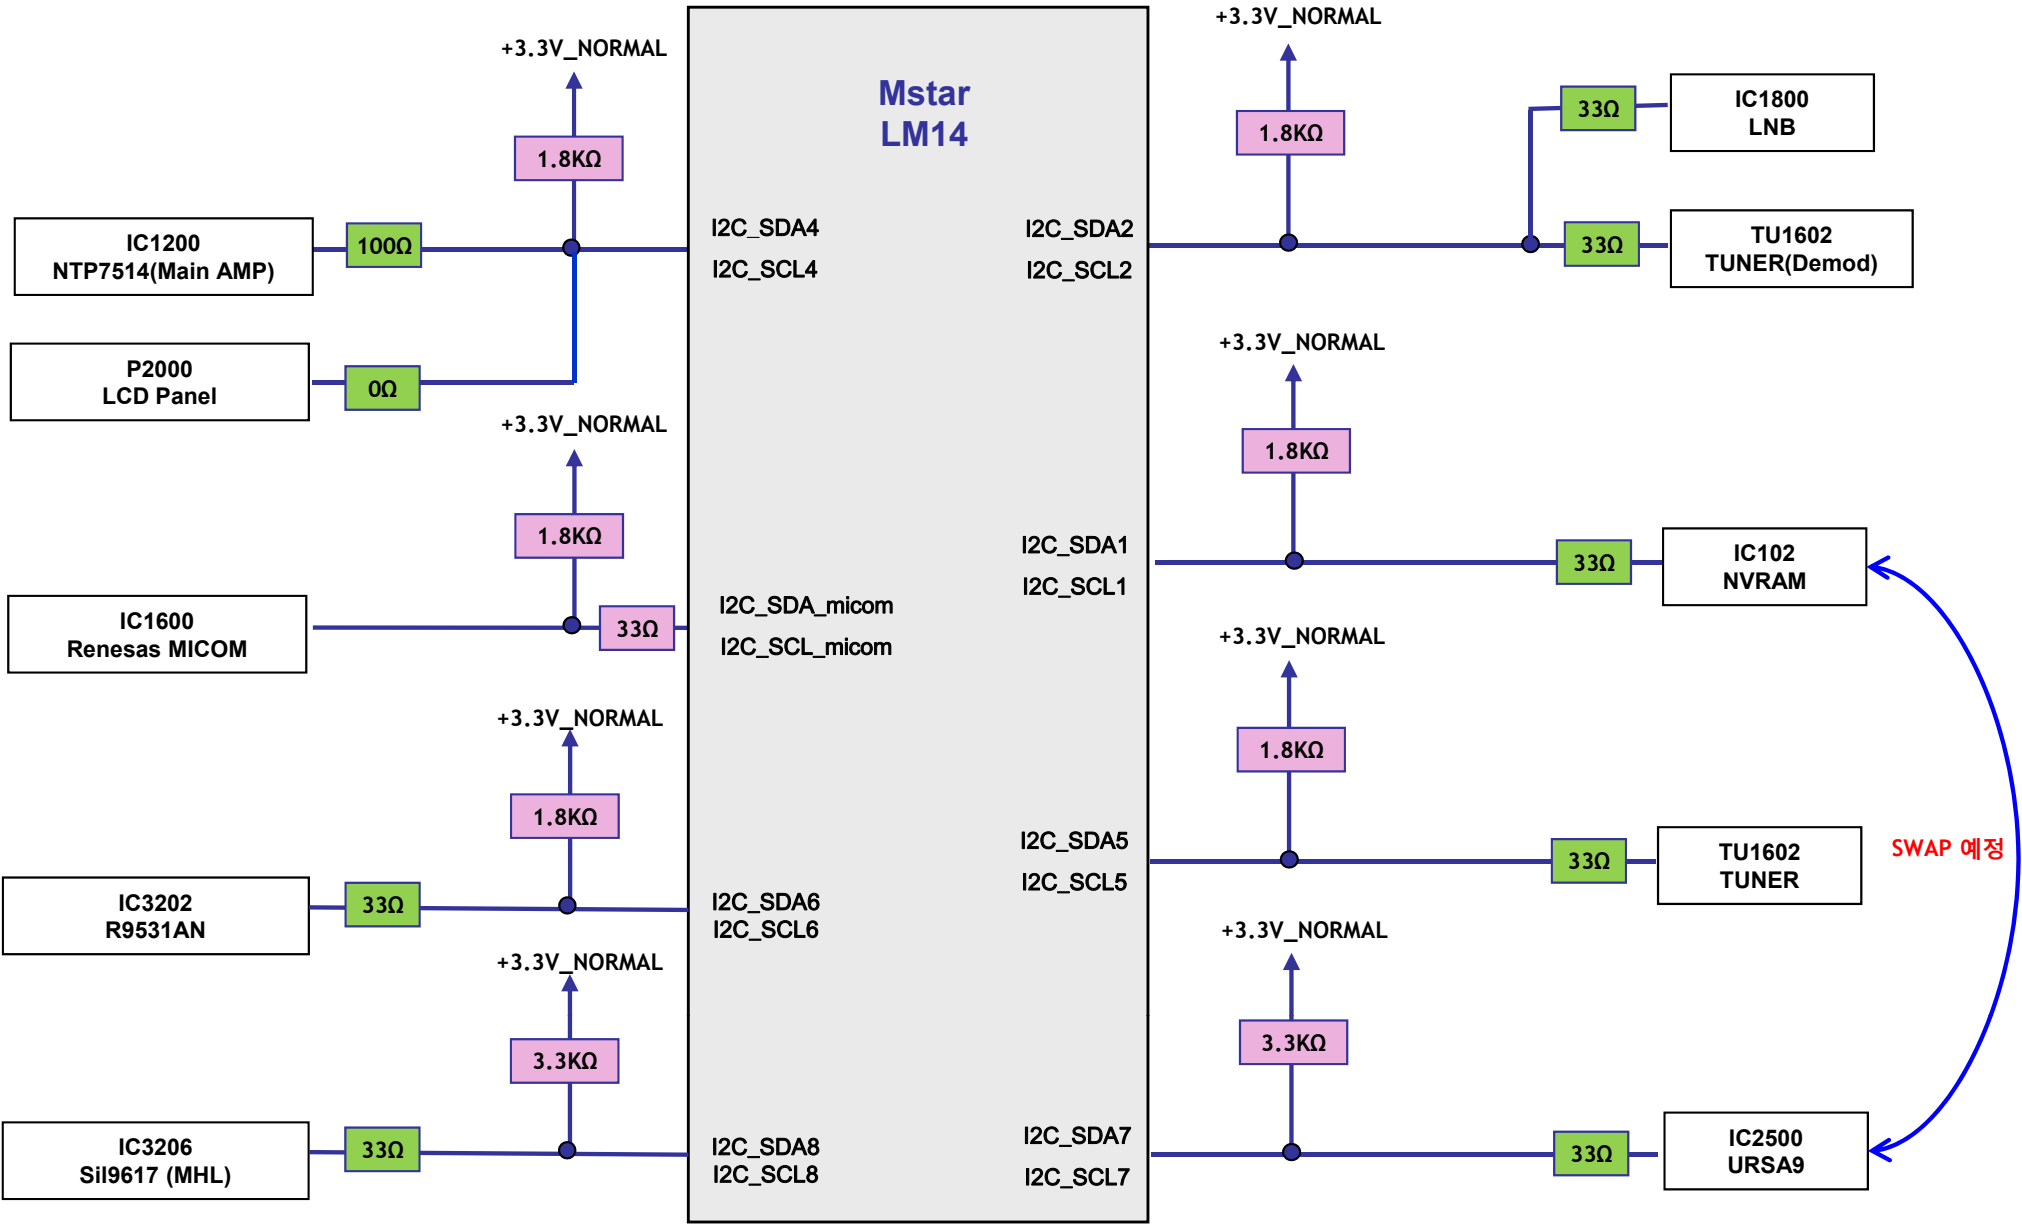 +3.3V_NORMAL
1.8KΩ
IC1200
NTP7514(Main AMP)
100Ω
P2000
LCD Panel
0Ω
+3.3V_NORMAL
1.8KΩ
IC1600
Renesas MICOM
33Ω
+3.3V_NORMAL
1.8KΩ
IC3202
R9531AN
33Ω
+3.3V_NORMAL
3.3KΩ
IC3206
SiI9617 (MHL)
33Ω
Mstar
LM14
I2C_SDA4
I2C_SCL4
I2C_SDA_micom
I2C_SCL_micom
I2C_SDA6
I2C_SCL6
I2C_SDA8
I2C_SCL8
I2C_SDA2
I2C_SCL2
I2C_SDA1
I2C_SCL1
I2C_SDA5
I2C_SCL5
I2C_SDA7
I2C_SCL7
+3.3V_NORMAL
1.8KΩ
33Ω
IC1800
LNB
33Ω
TU1602
TUNER(Demod)
+3.3V_NORMAL
1.8KΩ
33Ω
IC102
NVRAM
+3.3V_NORMAL
1.8KΩ
33Ω
TU1602
TUNER
SWAP 예정
+3.3V_NORMAL
3.3KΩ
33Ω
IC2500
URSA9